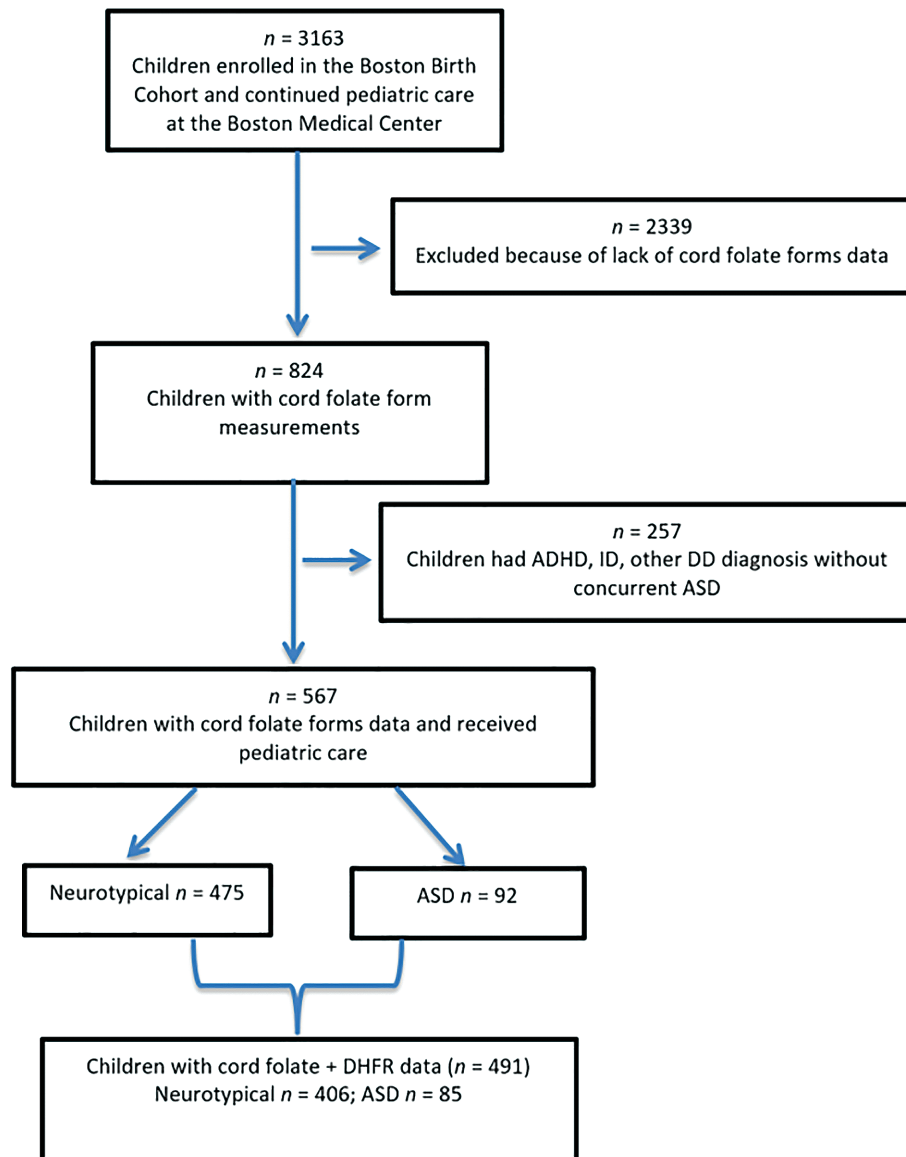 n = 3163
Children enrolled in the Boston Birth
Cohort and continued pediatric care
at the Boston Medical Center
n = 2339
Excluded because of lack of cord folate forms data
n = 824
Children with cord folate form
measurements
n = 257
Children had ADHD, ID, other DD diagnosis without
concurrent ASD
n = 567
Children with cord folate forms data and received
pediatric care
Neurotypical n = 475
ASD n = 92
Children with cord folate + DHFR data (n = 491)
Neurotypical n = 406; ASD n = 85